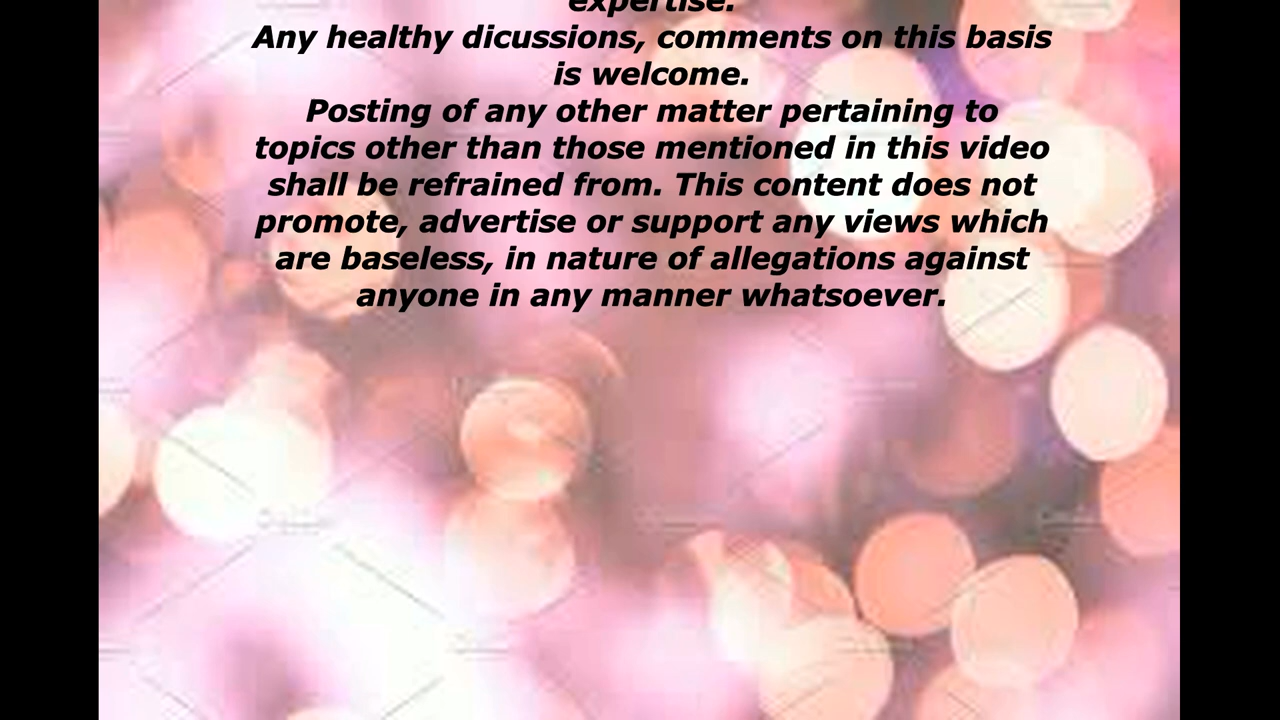 expertise.
Any healthy dicussions, comments on this basis
is welcome.
Posting of any other matter pertaining to
topics other than those mentioned in this video
shall be refrained from. This content does not
promote, advertise or support any views which
are baseless, in nature of allegations against
anyone in any manner whatsoever.